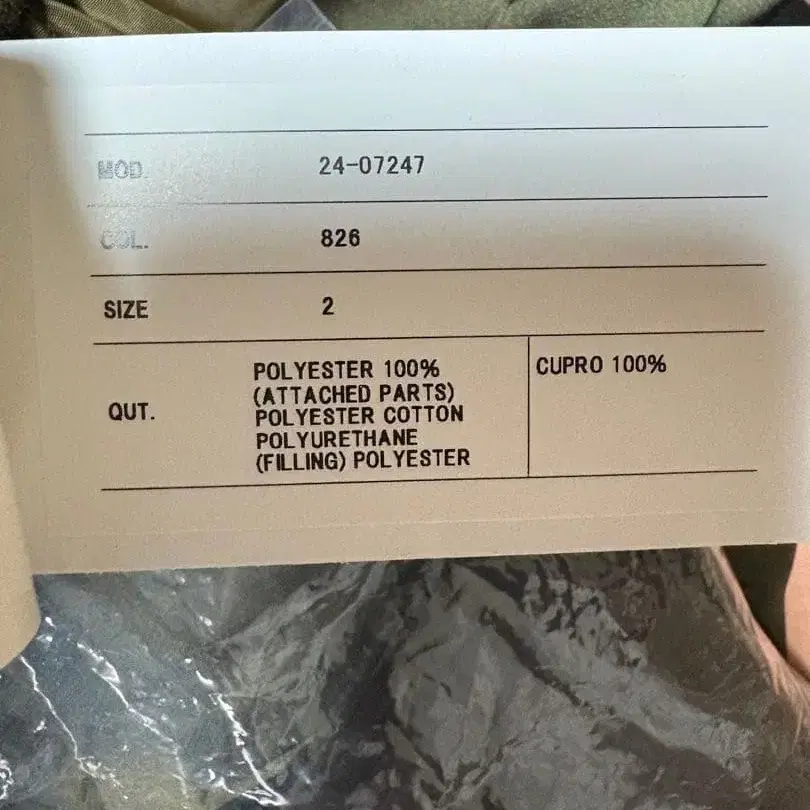 MOD. 24-07247
COL. 826
SIZE 2
QUT.
POLYESTER 100%
(ATTACHED PARTS)
POLYESTER COTTON
POLYURETHANE
(FILLING) POLYESTER
CUPRO 100%